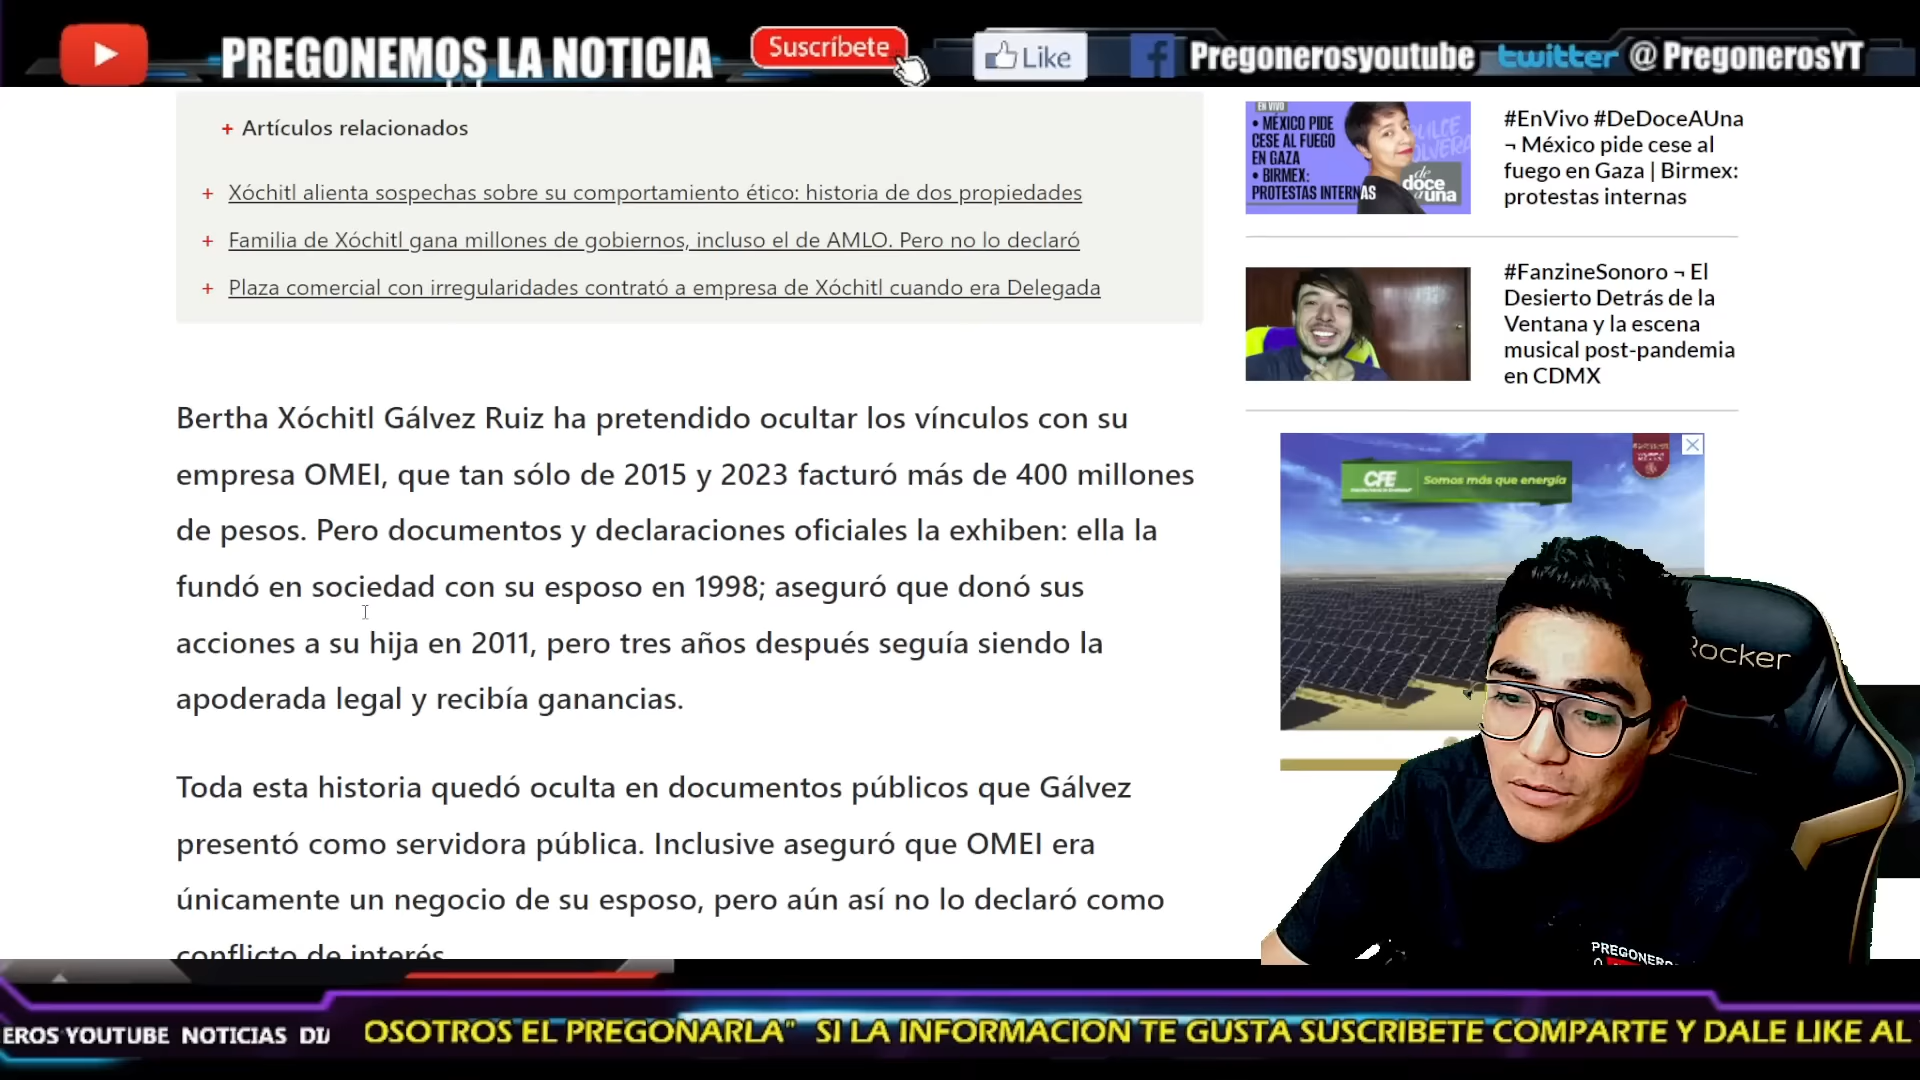 PREGONEMOS LA NOTICIA
Suscríbete
Like
Pregonerosyoutube
twitter @PregonerosYT
+ Artículos relacionados
+ Xóchitl alienta sospechas sobre su comportamiento ético: historia de dos propiedades
+ Familia de Xóchitl gana millones de gobiernos, incluso el de AMLO. Pero no lo declaró
+ Plaza comercial con irregularidades contrató a empresa de Xóchitl cuando era Delegada
Bertha Xóchitl Gálvez Ruiz ha pretendido ocultar los vínculos con su
empresa OMEI, que tan sólo de 2015 y 2023 facturó más de 400 millones
de pesos. Pero documentos y declaraciones oficiales la exhiben: ella la
fundó en sociedad con su esposo en 1998; aseguró que donó sus
acciones a su hija en 2011, pero tres años después seguía siendo la
apoderada legal y recibía ganancias.
Toda esta historia quedó oculta en documentos públicos que Gálvez
presentó como servidora pública. Inclusive aseguró que OMEI era
únicamente un negocio de su esposo, pero aún así no lo declaró como
conflicto de interés.
EN VIVO
• MÉXICO PIDE
CESE AL FUEGO
EN GAZA
• BIRMEX:
PROTESTAS INTERNAS
de
doce
a una
#EnVivo #DeDoceAUna
¬ México pide cese al
fuego en Gaza | Birmex:
protestas internas
#FanzineSonoro ¬ El
Desierto Detrás de la
Ventana y la escena
musical post-pandemia
en CDMX
CFE
Somos más que energía
Rocker
PREGONER
EROS YOUTUBE NOTICIAS DI
OSOTROS EL PREGONARLA" SI LA INFORMACION TE GUSTA SUSCRIBETE COMPARTE Y DALE LIKE AL